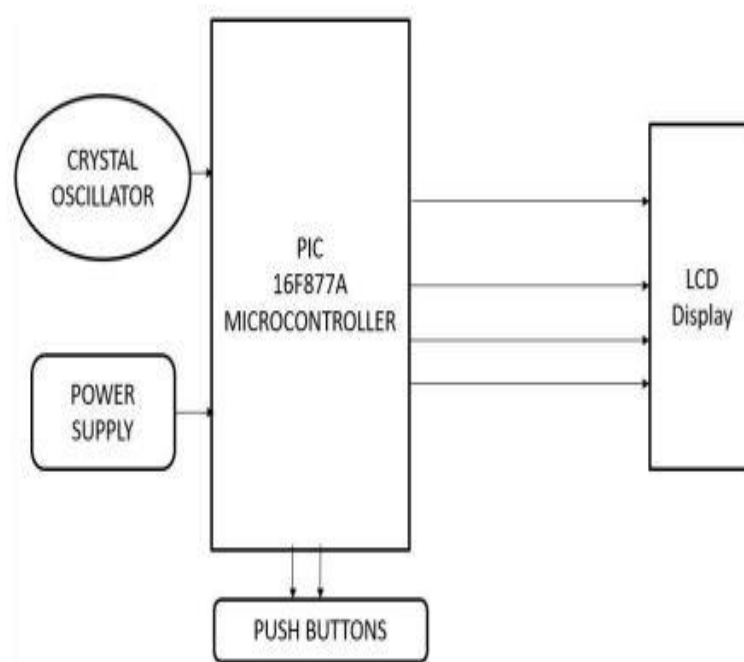 CRYSTAL
OSCILLATOR
PIC
16F877A
MICROCONTROLLER
LCD
Display
POWER
SUPPLY
PUSH BUTTONS